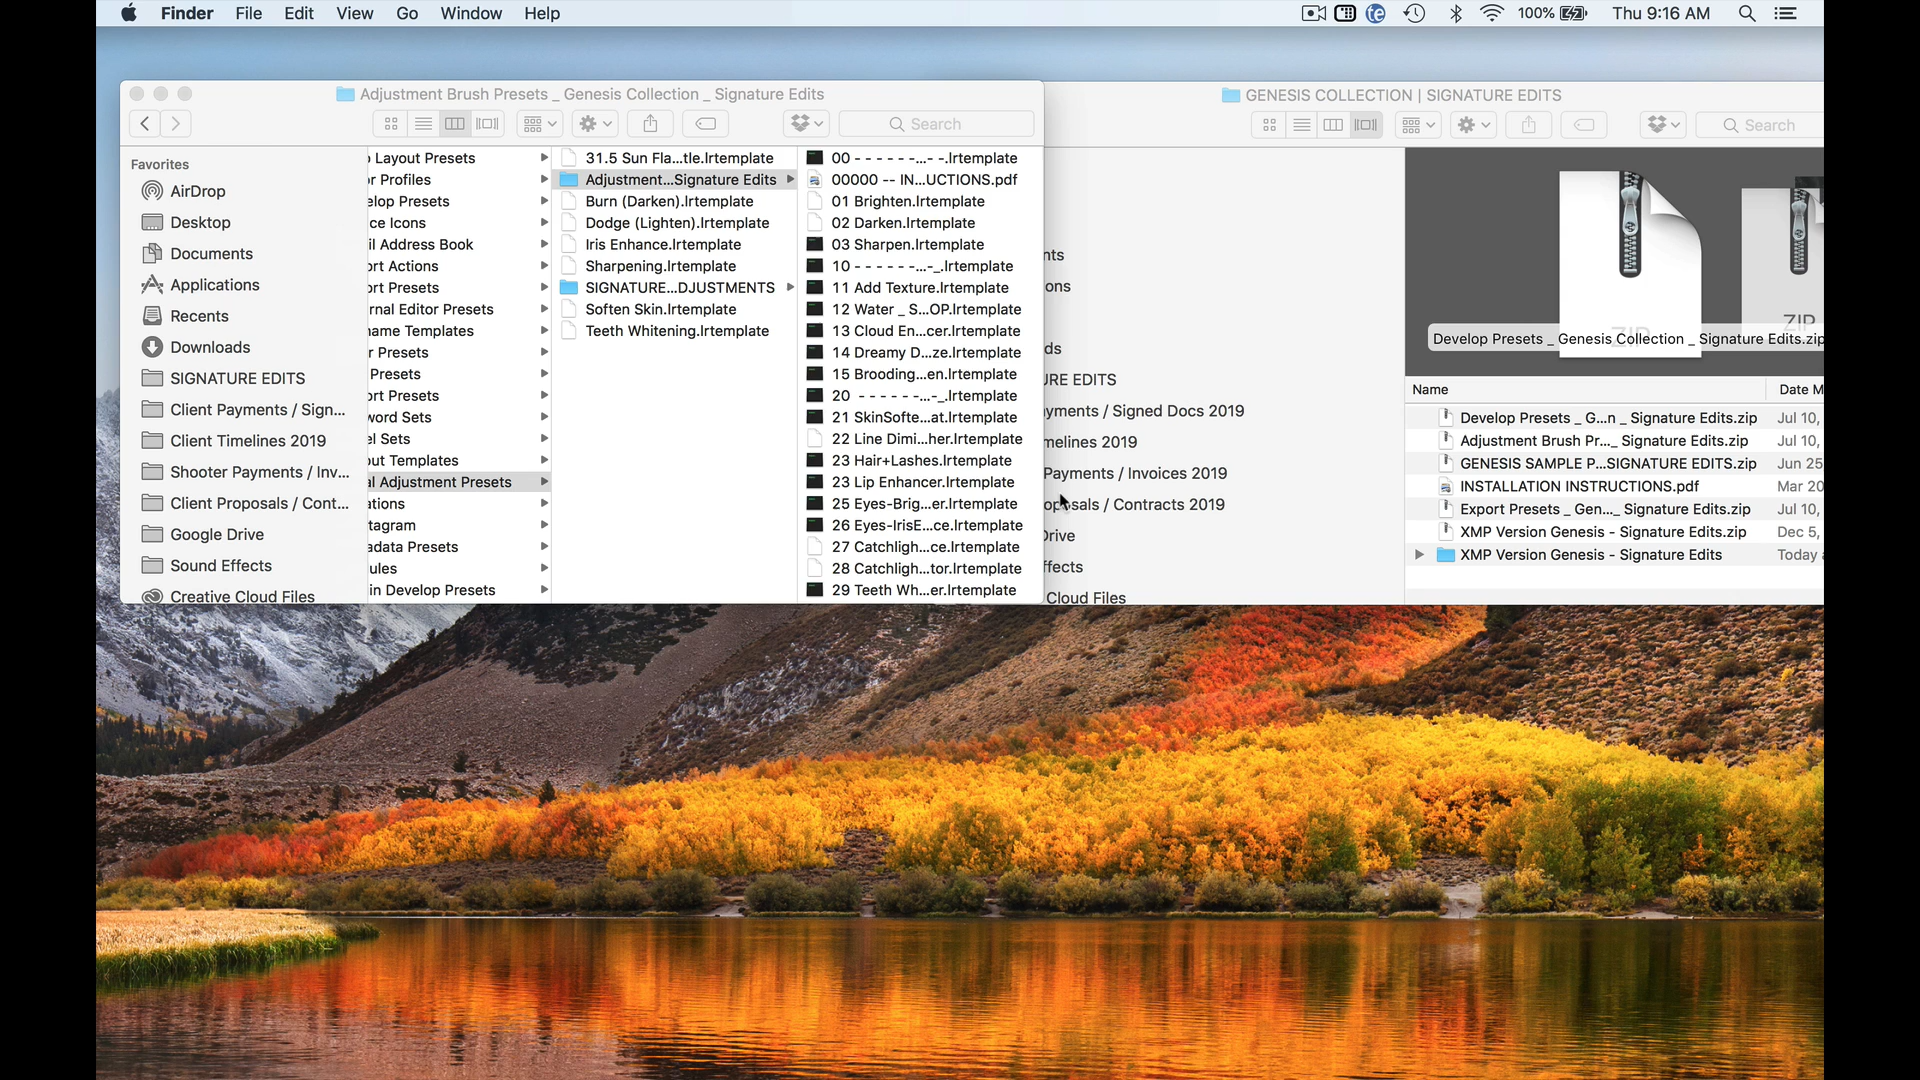 Finder File Edit View Go Window Help
100% Thu 9:16 AM
Adjustment Brush Presets _ Genesis Collection _ Signature Edits
Search
Favorites
AirDrop
Desktop
Documents
Applications
Recents
Downloads
SIGNATURE EDITS
Client Payments / Sign...
Client Timelines 2019
Shooter Payments / Inv...
Client Proposals / Cont...
Google Drive
Sound Effects
Creative Cloud Files
Layout Presets
r Profiles
elop Presets
ce Icons
il Address Book
ort Actions
ort Presets
rnal Editor Presets
name Templates
r Presets
Presets
ort Presets
word Sets
el Sets
out Templates
al Adjustment Presets
ations
tagram
adata Presets
ules
in Develop Presets
31.5 Sun Fla...tle.lrtemplate
Adjustment...Signature Edits
Burn (Darken).lrtemplate
Dodge (Lighten).lrtemplate
Iris Enhance.lrtemplate
Sharpening.lrtemplate
SIGNATURE...DJUSTMENTS
Soften Skin.lrtemplate
Teeth Whitening.lrtemplate
00 - - - - - -...- -.lrtemplate
00000 -- IN...UCTIONS.pdf
01 Brighten.lrtemplate
02 Darken.lrtemplate
03 Sharpen.lrtemplate
10 - - - - - -...-_.lrtemplate
11 Add Texture.lrtemplate
12 Water _ S...OP.lrtemplate
13 Cloud En...cer.lrtemplate
14 Dreamy D...ze.lrtemplate
15 Brooding...en.lrtemplate
20 - - - - - -...-_.lrtemplate
21 SkinSofte...at.lrtemplate
22 Line Dimi...her.lrtemplate
23 Hair+Lashes.lrtemplate
23 Lip Enhancer.lrtemplate
25 Eyes-Brig...er.lrtemplate
26 Eyes-IrisE...ce.lrtemplate
27 Catchligh...ce.lrtemplate
28 Catchligh...tor.lrtemplate
29 Teeth Wh...er.lrtemplate
GENESIS COLLECTION | SIGNATURE EDITS
Search
nts
ons
ds
URE EDITS
yments / Signed Docs 2019
melines 2019
Payments / Invoices 2019
oposals / Contracts 2019
Drive
ffects
Cloud Files
ZIP
ZIP
Develop Presets _ Genesis Collection _ Signature Edits.zip
Name Date M
Develop Presets _ G...n _ Signature Edits.zip Jul 10,
Adjustment Brush Pr..._ Signature Edits.zip Jul 10,
GENESIS SAMPLE P...SIGNATURE EDITS.zip Jun 25
INSTALLATION INSTRUCTIONS.pdf Mar 20
Export Presets _ Gen..._ Signature Edits.zip Jul 10,
XMP Version Genesis - Signature Edits.zip Dec 5,
XMP Version Genesis - Signature Edits Today